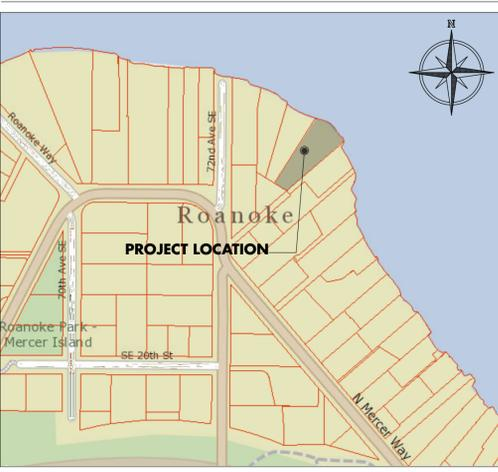 N
Roanoke Way
72nd Ave SE
Roanoke
PROJECT LOCATION
70th Ave SE
Roanoke Park -
Mercer Island
SE 20th St
N Mercer Way